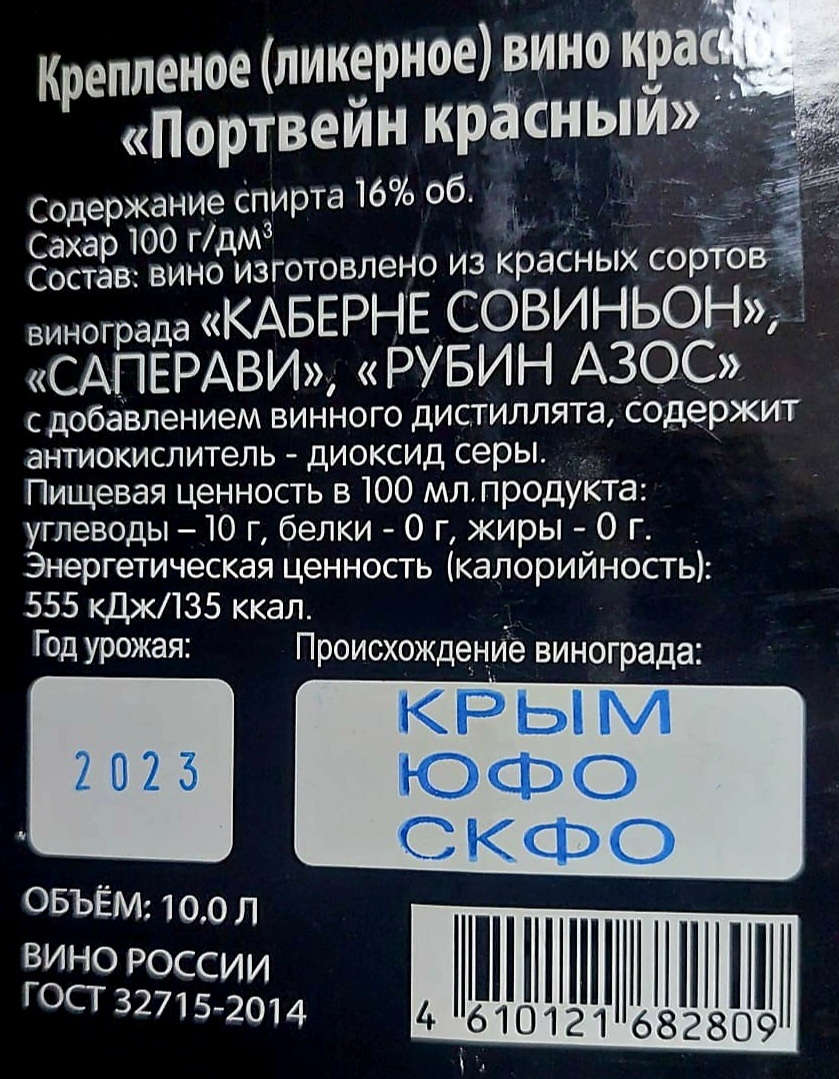 Крепленое (ликерное) вино красное
«Портвейн красный»
Содержание спирта 16% об.
Сахар 100 г/дм³
Состав: вино изготовлено из красных сортов
винограда «КАБЕРНЕ СОВИНЬОН»,
«САПЕРАВИ», «РУБИН АЗОС»
с добавлением винного дистиллята, содержит
антиокислитель - диоксид серы.
Пищевая ценность в 100 мл. продукта:
углеводы – 10 г, белки - 0 г, жиры - 0 г.
Энергетическая ценность (калорийность):
555 кДж/135 ккал.
Год урожая: Происхождение винограда:
КРЫМ
2023 ЮФО
СКФО
ОБЪЁМ: 10,0 Л
ВИНО РОССИИ
ГОСТ 32715-2014
4 610121 682809